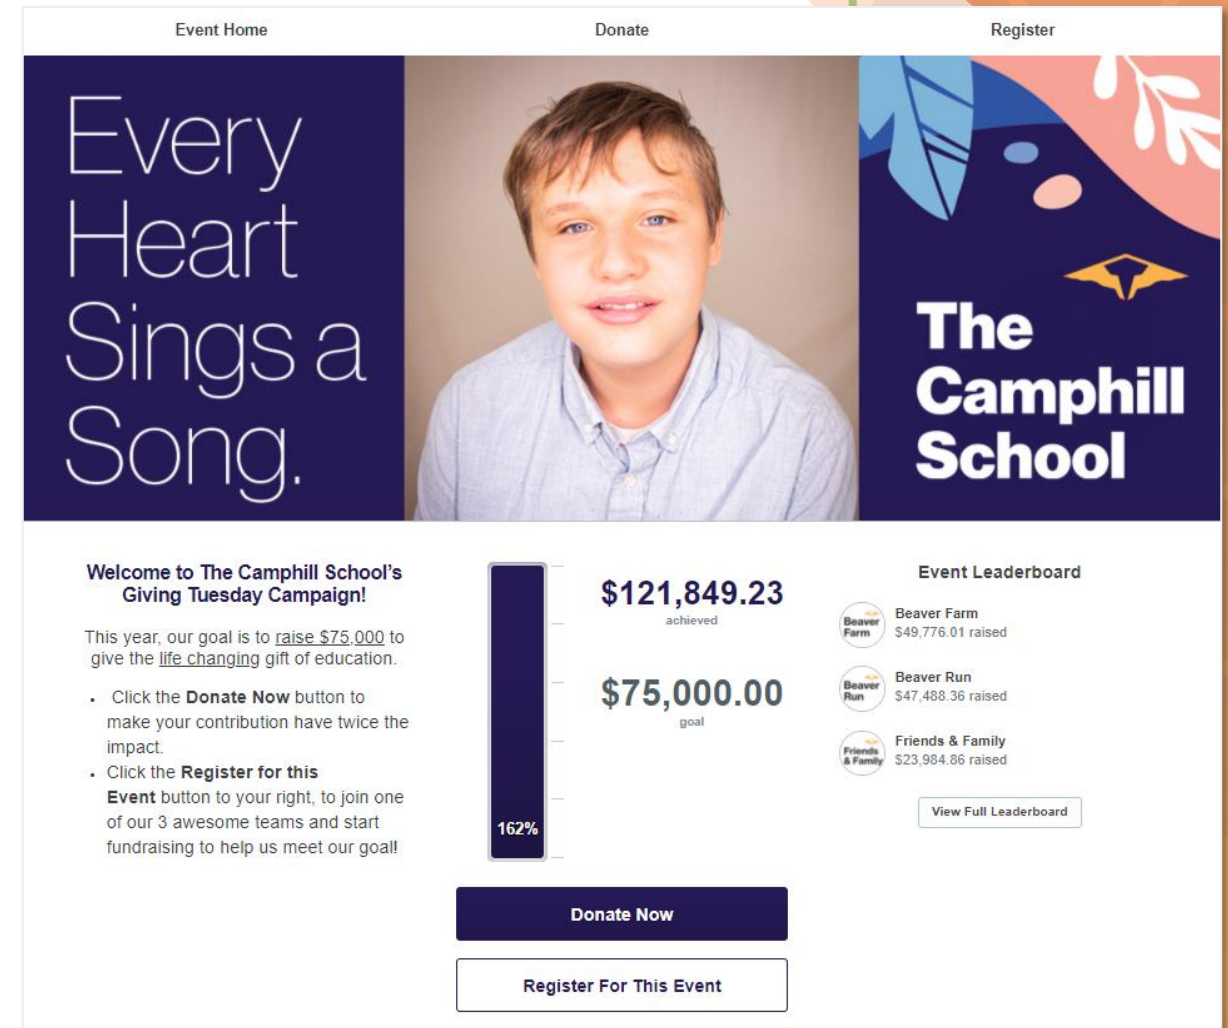 Event Home
Donate
Register
Every
Heart
Sings a
Song.
The
Camphill
School
Welcome to The Camphill School's
Giving Tuesday Campaign!
This year, our goal is to raise $75,000 to
give the life changing gift of education.
• Click the Donate Now button to
make your contribution have twice the
impact.
• Click the Register for this
Event button to your right, to join one
of our 3 awesome teams and start
fundraising to help us meet our goal!
162%
$121,849.23
achieved
$75,000.00
goal
Donate Now
Register For This Event
Event Leaderboard
Beaver
Farm
Beaver Farm
$49,776.01 raised
Beaver
Run
Beaver Run
$47,488.36 raised
Friends
& Family
Friends & Family
$23,984.86 raised
View Full Leaderboard